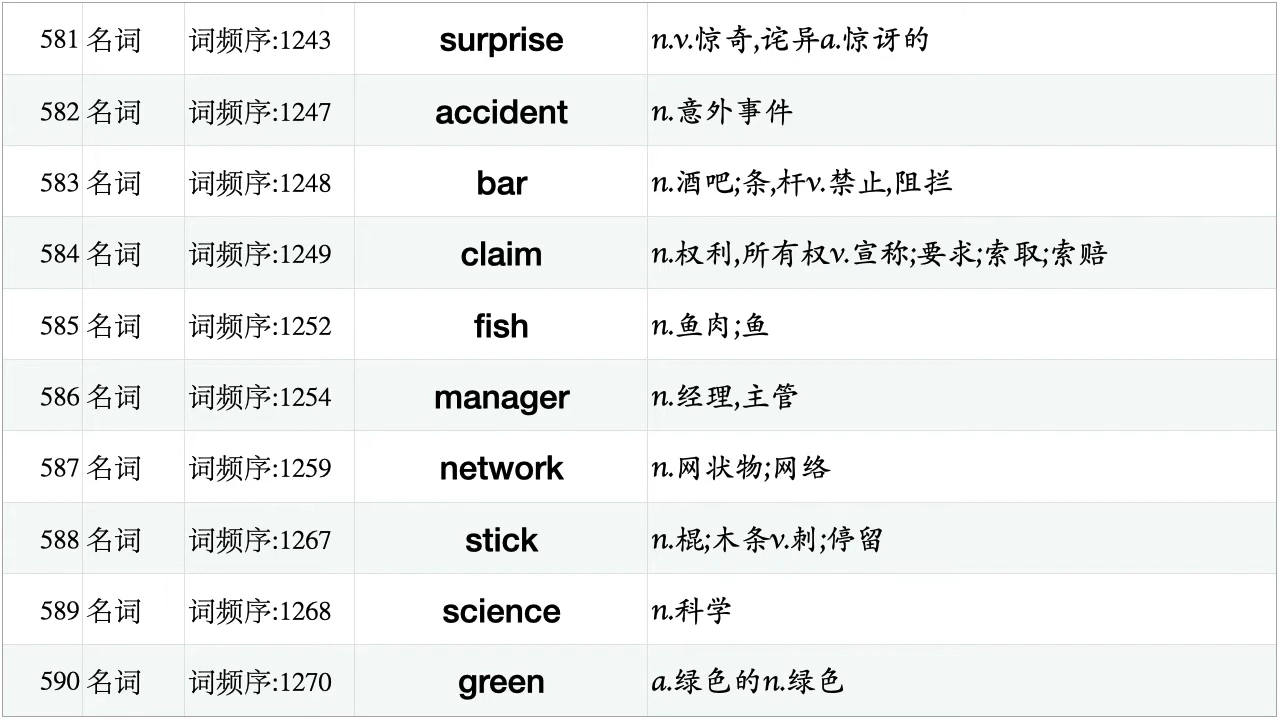 581 名词 词频序:1243 surprise n.v.惊奇,诧异a.惊讶的
582 名词 词频序:1247 accident n.意外事件
583 名词 词频序:1248 bar n.酒吧;条,杆v.禁止,阻拦
584 名词 词频序:1249 claim n.权利,所有权v.宣称;要求;索取;索赔
585 名词 词频序:1252 fish n.鱼肉;鱼
586 名词 词频序:1254 manager n.经理,主管
587 名词 词频序:1259 network n.网状物;网络
588 名词 词频序:1267 stick n.棍;木条v.刺;停留
589 名词 词频序:1268 science n.科学
590 名词 词频序:1270 green a.绿色的n.绿色